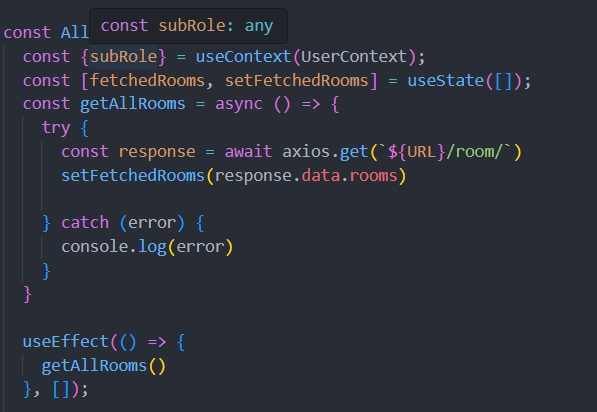 const subRole: any
const All
const {subRole} = useContext(UserContext);
const [fetchedRooms, setFetchedRooms] = useState([]);
const getAllRooms = async () => {
try {
const response = await axios.get(`${URL}/room/`)
setFetchedRooms(response.data.rooms)
} catch (error) {
console.log(error)
}
}
useEffect(() => {
getAllRooms()
}, []);